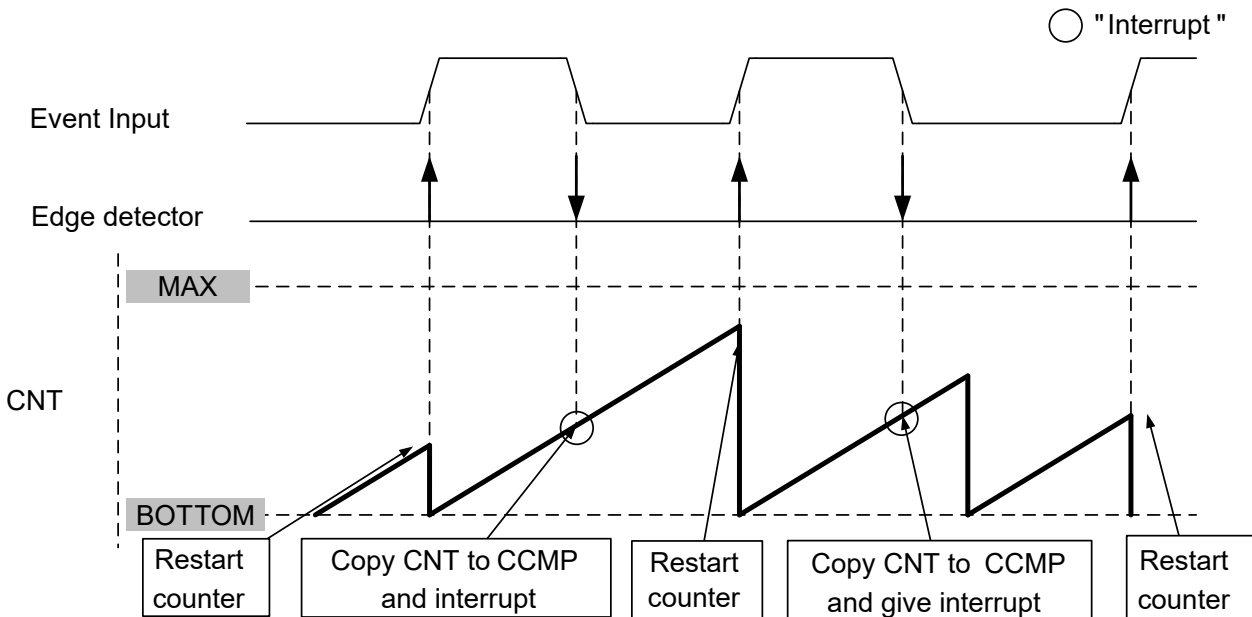 "Interrupt "
Event Input
Edge detector
MAX
CNT
BOTTOM
Restart
counter
Copy CNT to CCMP
and interrupt
Restart
counter
Copy CNT to  CCMP
and give interrupt
Restart
counter